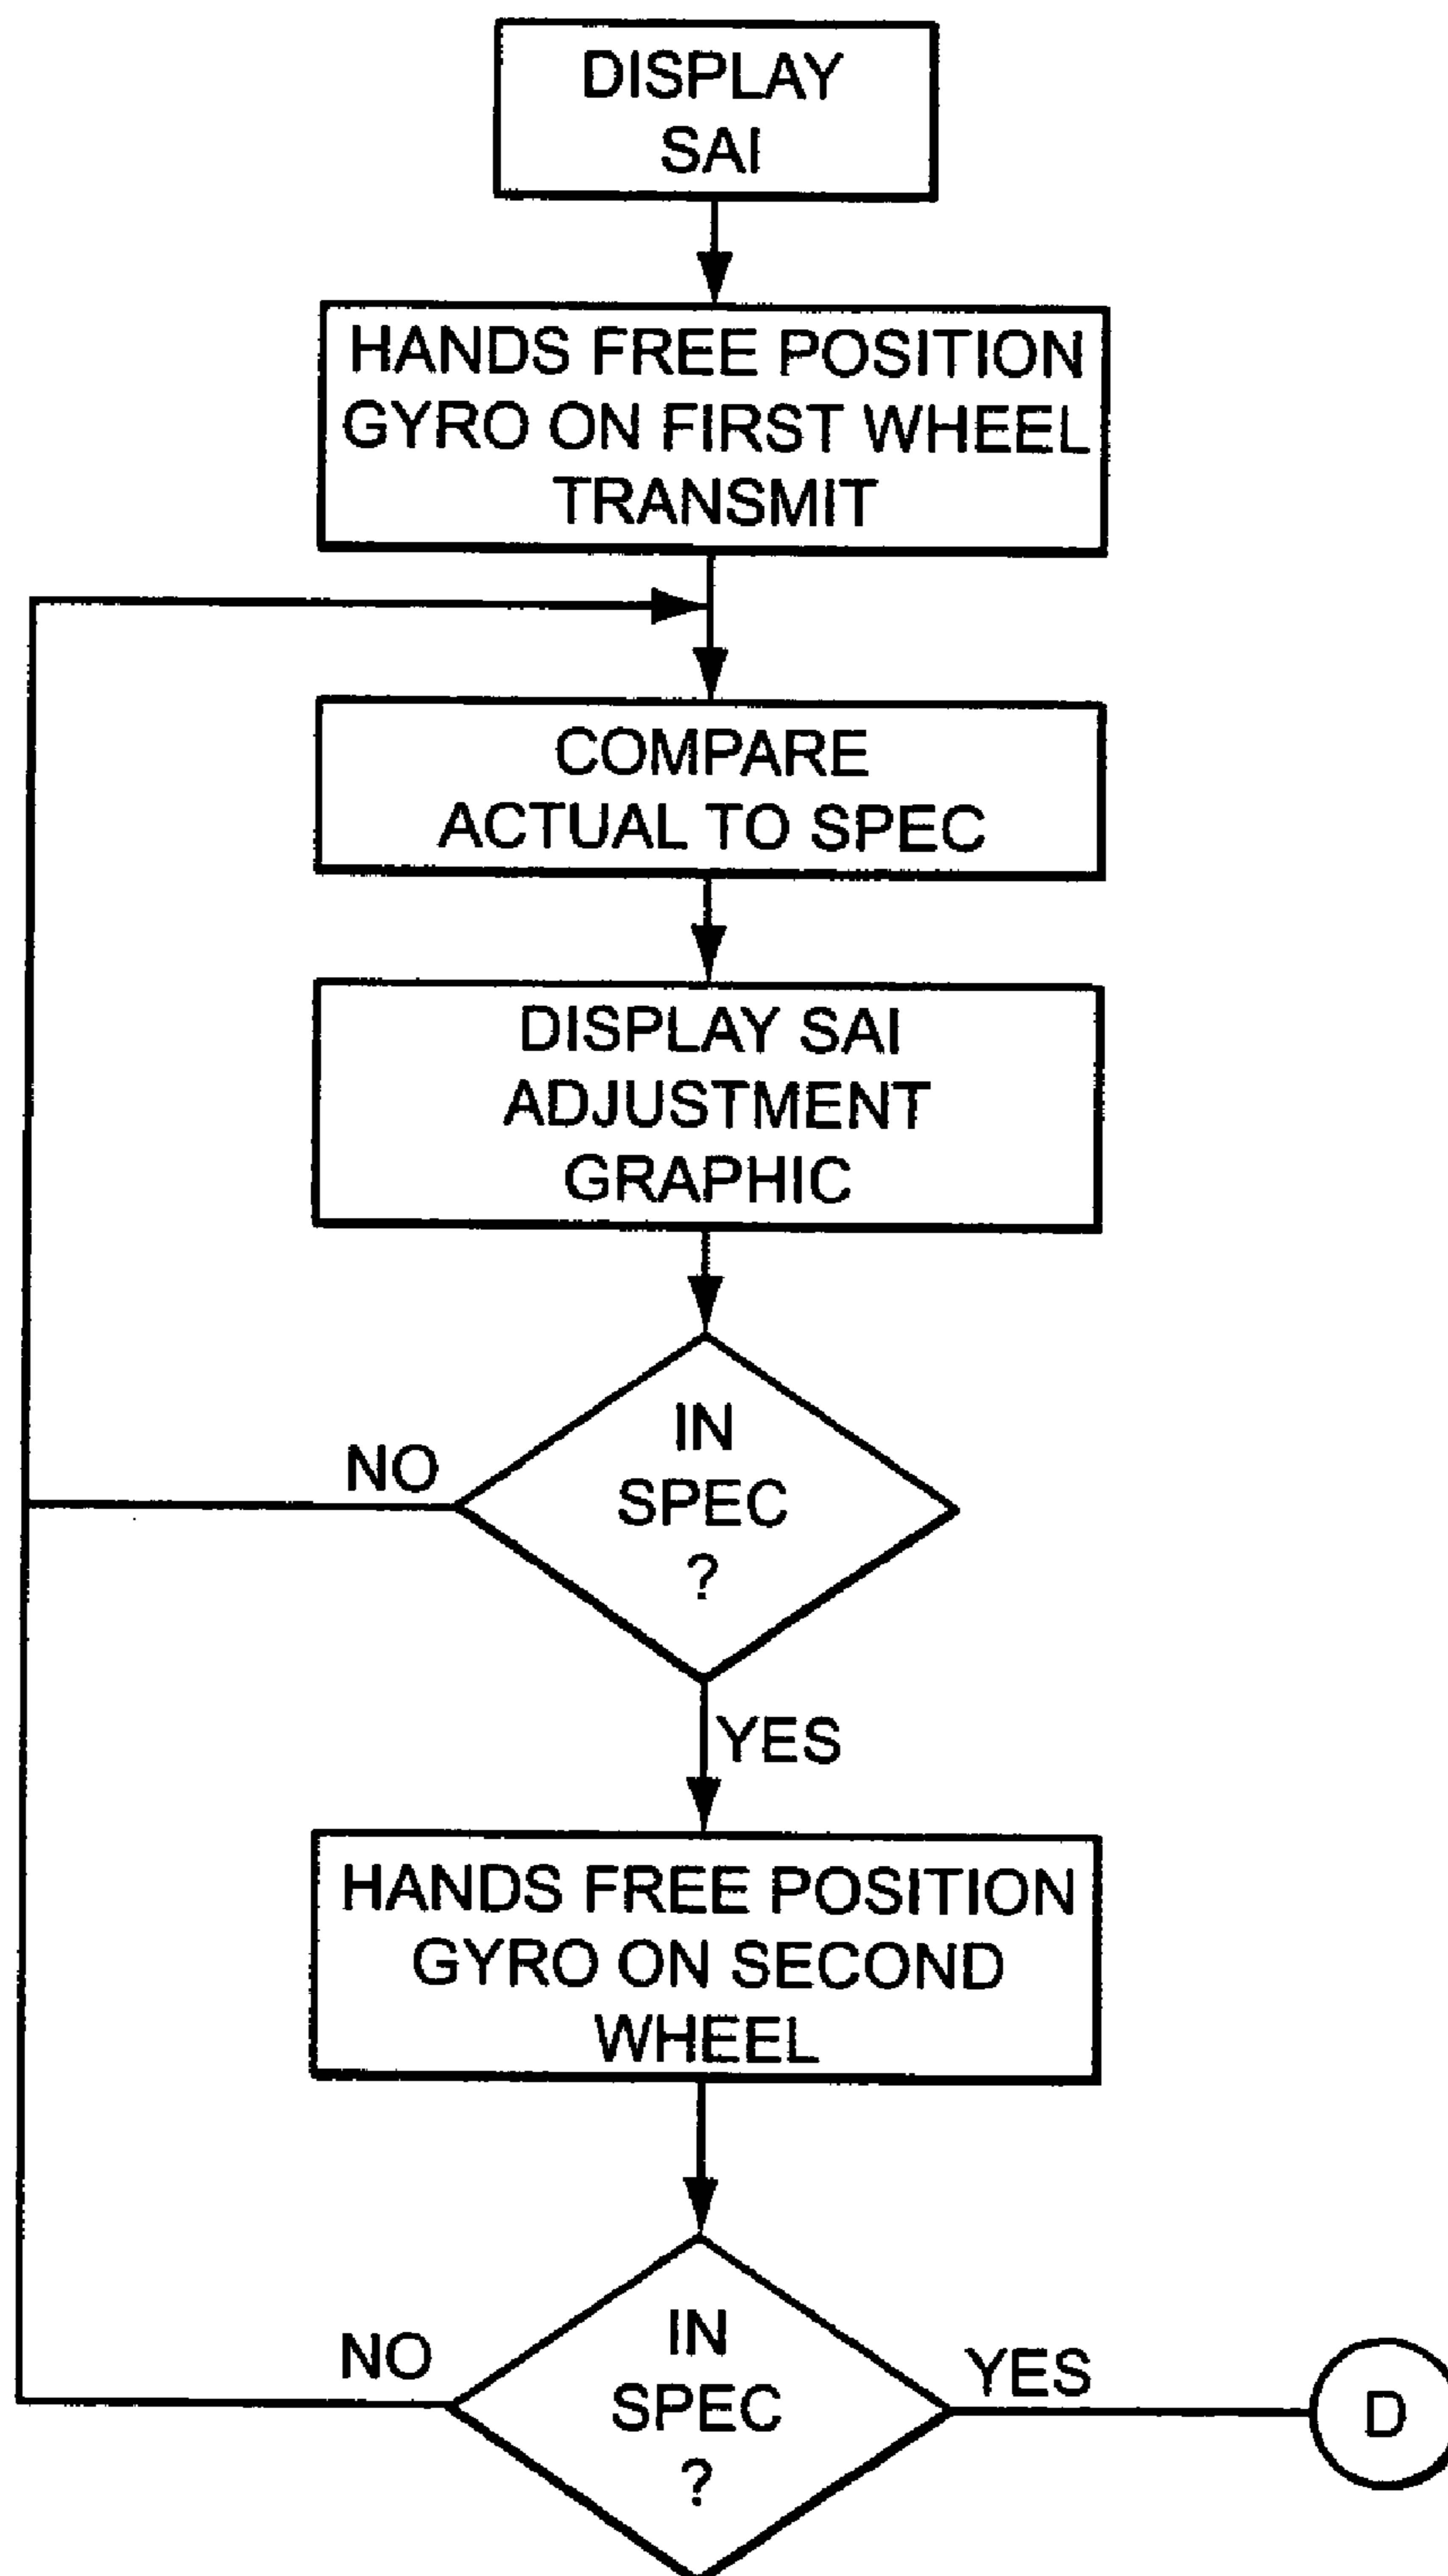 DISPLAY
SAI
HANDS FREE POSITION
GYRO ON FIRST WHEEL
TRANSMIT
COMPARE
ACTUAL TO SPEC
DISPLAY SAI
ADJUSTMENT
GRAPHIC
IN
SPEC
?
NO
YES
HANDS FREE POSITION
GYRO ON SECOND
WHEEL
IN
SPEC
?
NO
YES
D